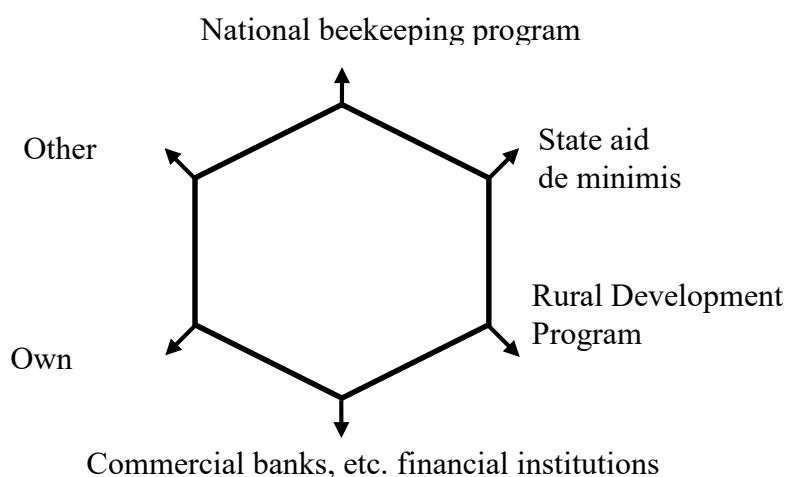 National beekeeping program
Other
State aid
de minimis
Rural Development
Program
Own
Commercial banks, etc. financial institutions